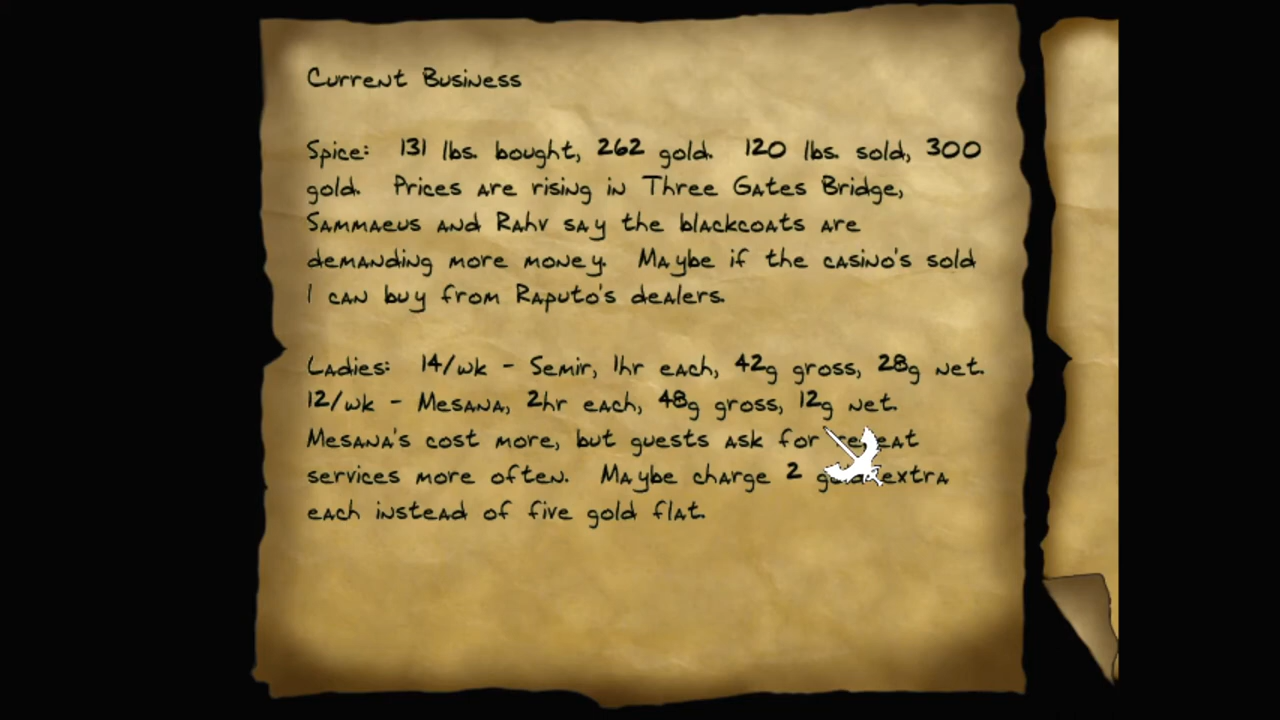 Current Business
Spice: 131 lbs. bought, 262 gold. 120 lbs. sold, 300
gold. Prices are rising in Three Gates Bridge,
Sammaeus and Rahv say the blackcoats are
demanding more money. Maybe if the casino's sold
I can buy from Raputo's dealers.
Ladies: 14/wk - Semir, 1hr each, 42g gross, 28g net.
12/wk - Mesana, 2hr each, 48g gross, 12g net.
Mesana's cost more, but guests ask for repeat
services more often. Maybe charge 2 gold extra
each instead of five gold flat.